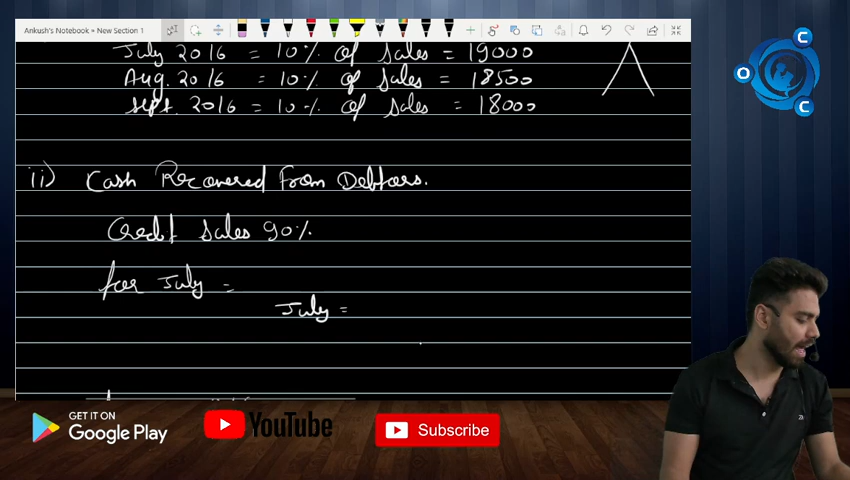 Ankush's Notebook » New Section 1
July 2016 = 10% of sales = 19000
Aug. 2016 = 10% of sales = 18500
Sept. 2016 = 10% of sales = 18000
C
O
C
ii) Cash Recovered from Debtors.
Credit Sales 90%
for July =
July =
GET IT ON
Google Play
YouTube
Subscribe